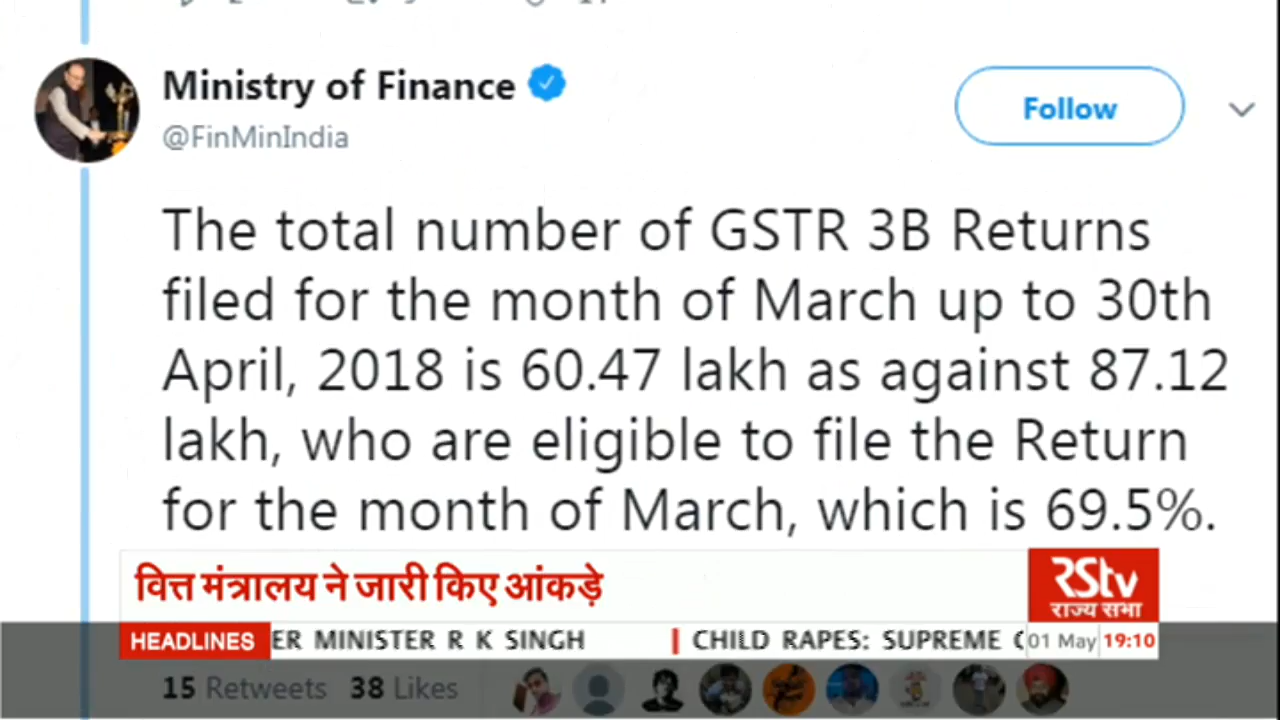 Ministry of Finance
@FinMinIndia
Follow
The total number of GSTR 3B Returns
filed for the month of March up to 30th
April, 2018 is 60.47 lakh as against 87.12
lakh, who are eligible to file the Return
for the month of March, which is 69.5%.
वित्त मंत्रालय ने जारी किए आंकड़े
RStv
राज्य सभा
HEADLINES ER MINISTER R K SINGH | CHILD RAPES: SUPREME 01 May 19:10
15 Retweets 38 Likes